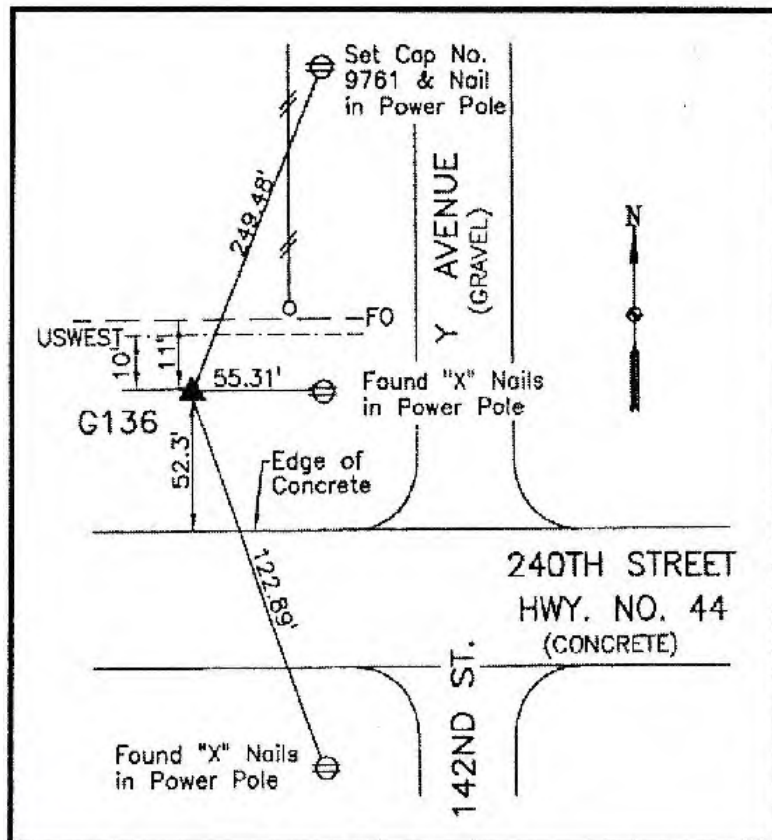 Set Cap No.
9761 & Nail
in Power Pole
249.48'
Y AVENUE
(GRAVEL)
N
FO
USWEST
10'
11'
55.31'
Found "X" Nails
in Power Pole
G136
52.3'
Edge of
Concrete
122.89'
240TH STREET
HWY. NO. 44
(CONCRETE)
142ND ST.
Found "X" Nails
in Power Pole